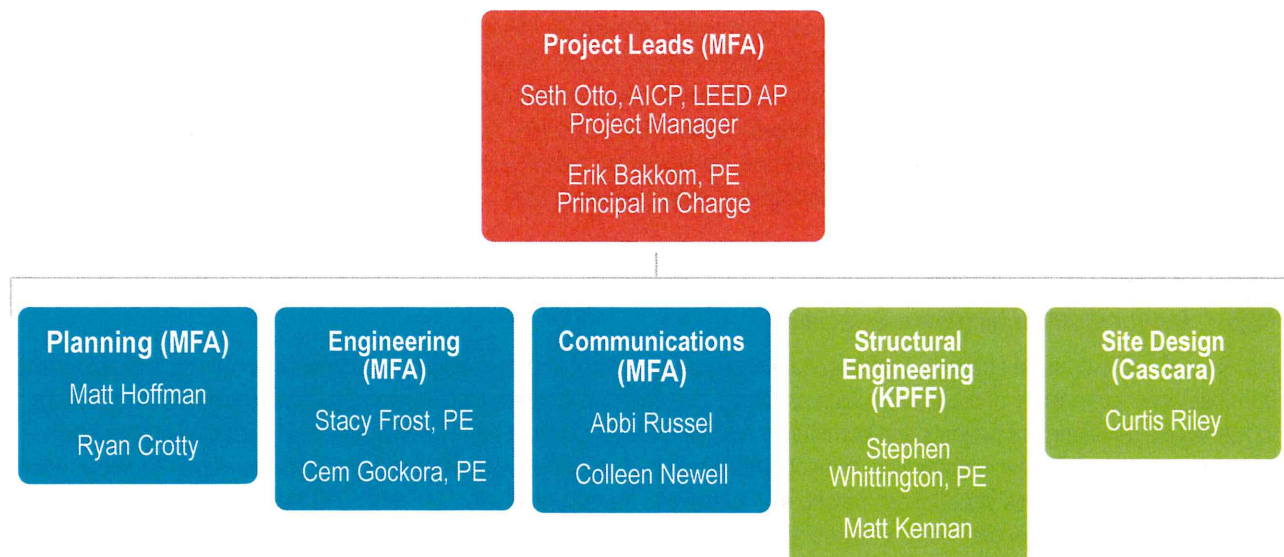 Project Leads (MFA)
Seth Otto, AICP, LEED AP
Project Manager
Erik Bakkom, PE
Principal in Charge
Planning (MFA)
Matt Hoffman
Ryan Crotty
Engineering
(MFA)
Stacy Frost, PE
Cem Gockora, PE
Communications
(MFA)
Abbi Russel
Colleen Newell
Structural
Engineering
(KPFF)
Stephen
Whittington, PE
Matt Kennan
Site Design
(Cascara)
Curtis Riley